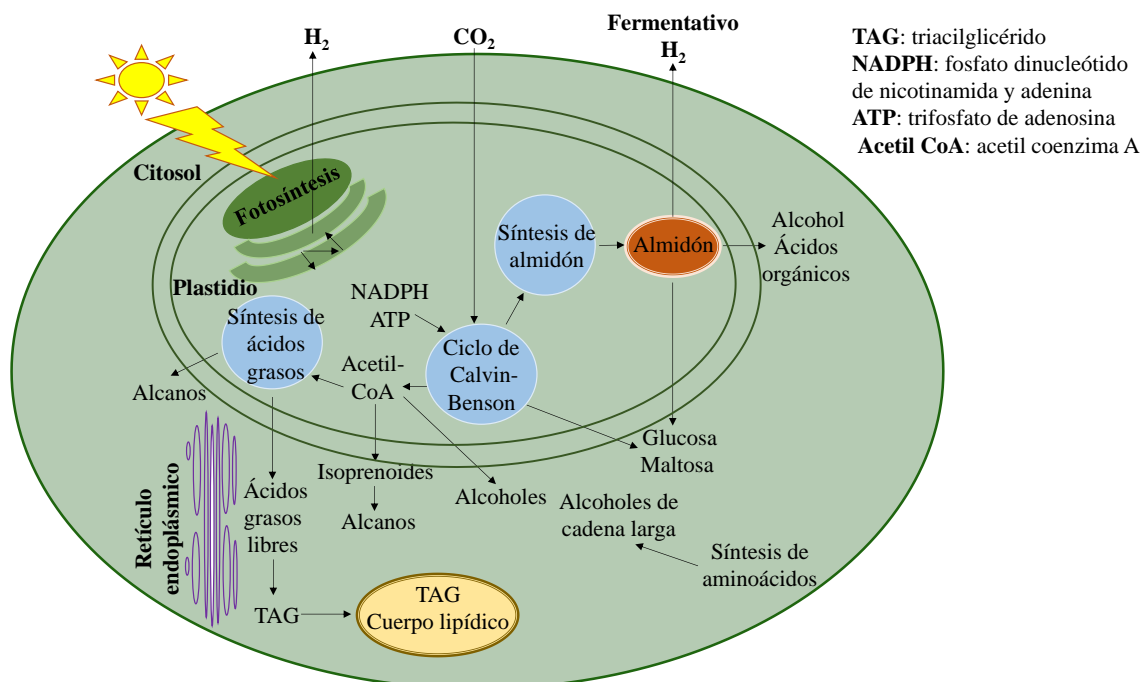 H2
CO2
Fermentativo
H2
TAG: triacilglicérido
NADPH: fosfato dinucleótido
de nicotinamida y adenina
ATP: trifosfato de adenosina
Acetil CoA: acetil coenzima A
Citosol
Fotosíntesis
Plastidio
Síntesis de
almidón
Almidón
Alcohol
Ácidos
orgánicos
NADPH
ATP
Síntesis de
ácidos
grasos
Acetil-
CoA
Ciclo de
Calvin-
Benson
Alcanos
Glucosa
Maltosa
Isoprenoides
Alcanos
Alcoholes
Alcoholes de
cadena larga
Síntesis de
aminoácidos
Retículo
endoplásmico
Ácidos
grasos
libres
TAG
TAG
Cuerpo lipídico